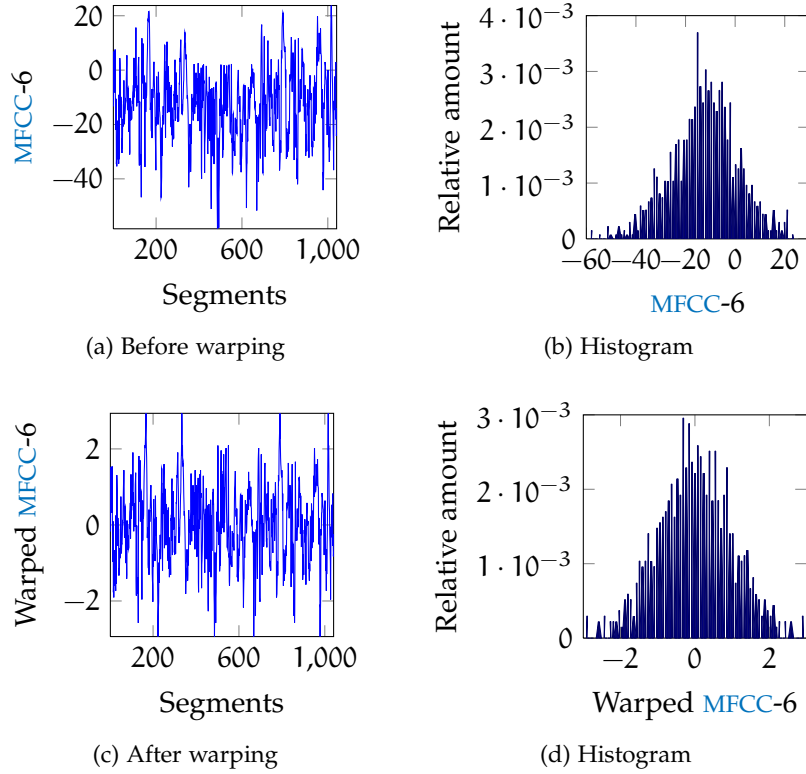 20
0
−20
−40
MFCC-6
200 600 1,000
Segments
(a) Before warping
4 · 10−3
3 · 10−3
2 · 10−3
1 · 10−3
0
Relative amount
−60 −40 −20 0 20
MFCC-6
(b) Histogram
2
0
−2
Warped MFCC-6
200 600 1,000
Segments
(c) After warping
3 · 10−3
2 · 10−3
1 · 10−3
0
Relative amount
−2 0 2
Warped MFCC-6
(d) Histogram